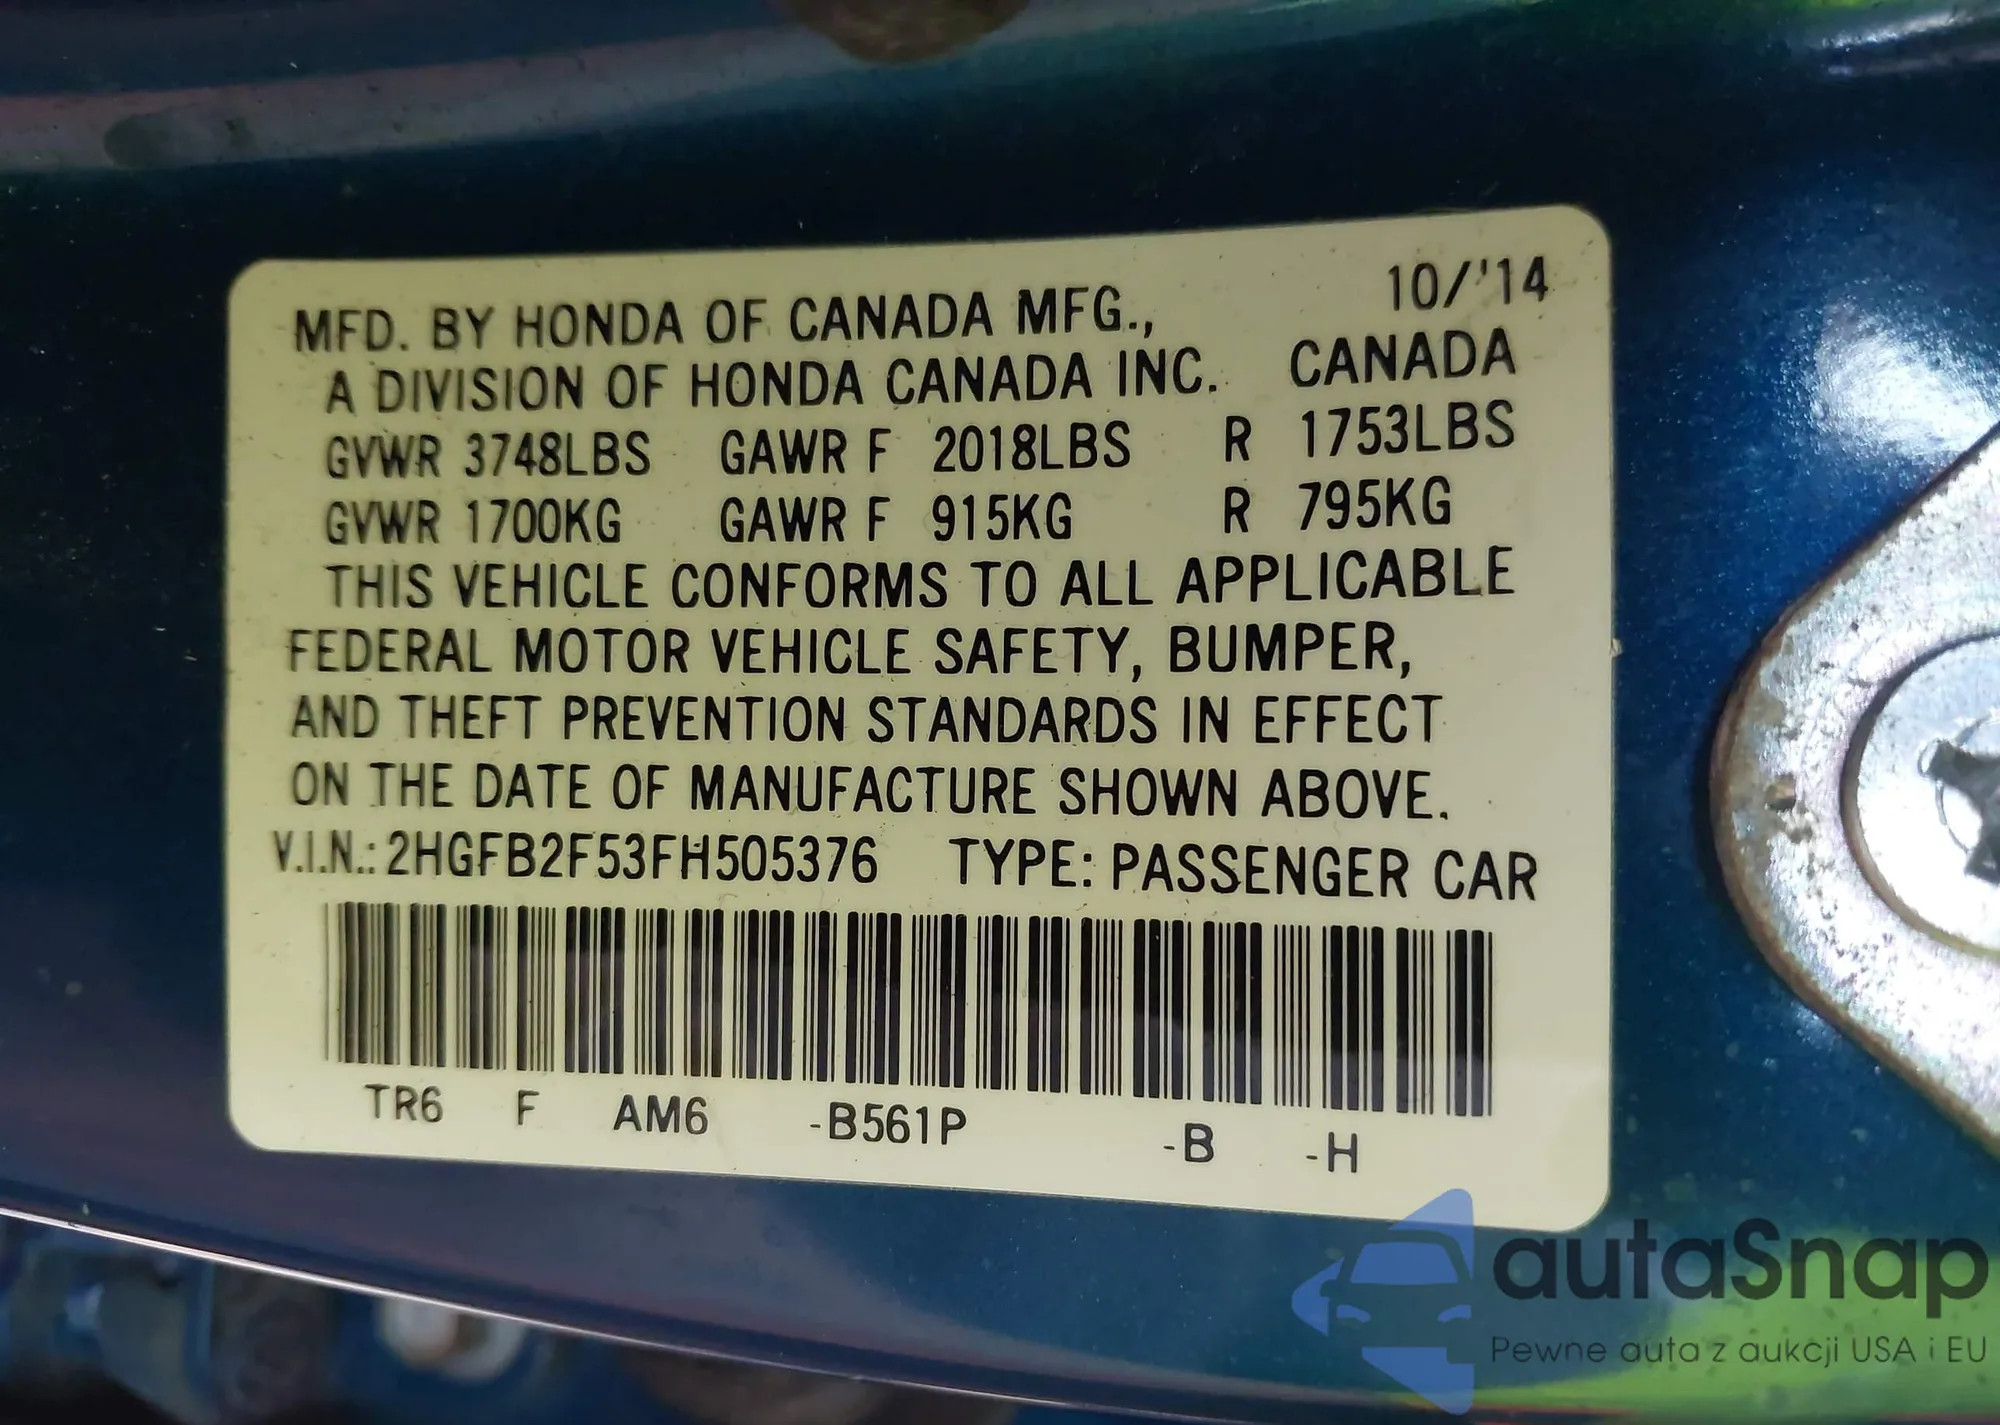 10/'14
MFD. BY HONDA OF CANADA MFG.,
A DIVISION OF HONDA CANADA INC. CANADA
GVWR 3748LBS GAWR F 2018LBS R 1753LBS
GVWR 1700KG GAWR F 915KG R 795KG
THIS VEHICLE CONFORMS TO ALL APPLICABLE
FEDERAL MOTOR VEHICLE SAFETY, BUMPER,
AND THEFT PREVENTION STANDARDS IN EFFECT
ON THE DATE OF MANUFACTURE SHOWN ABOVE.
V.I.N.: 2HGFB2F53FH505376 TYPE: PASSENGER CAR
TR6 F AM6 -B561P -B -H
autaSnap
Pewne auta z aukcji USA i EU